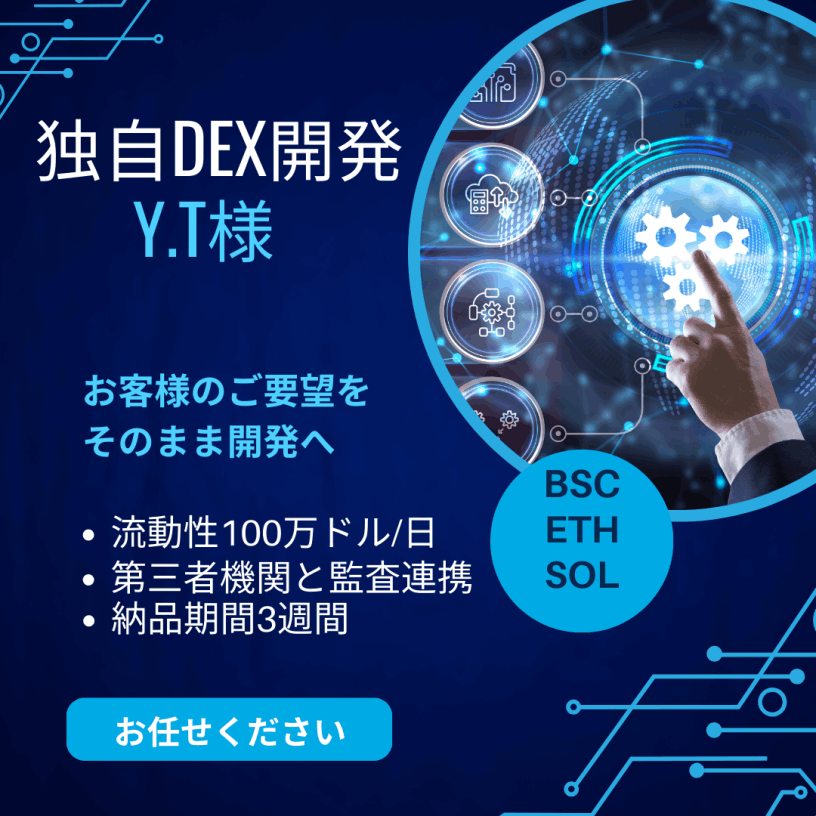 独自DEX開発
Y.T様
お客様のご要望を
そのまま開発へ
• 流動性100万ドル/日
• 第三者機関と監査連携
• 納品期間3週間
BSC
ETH
SOL
お任せください